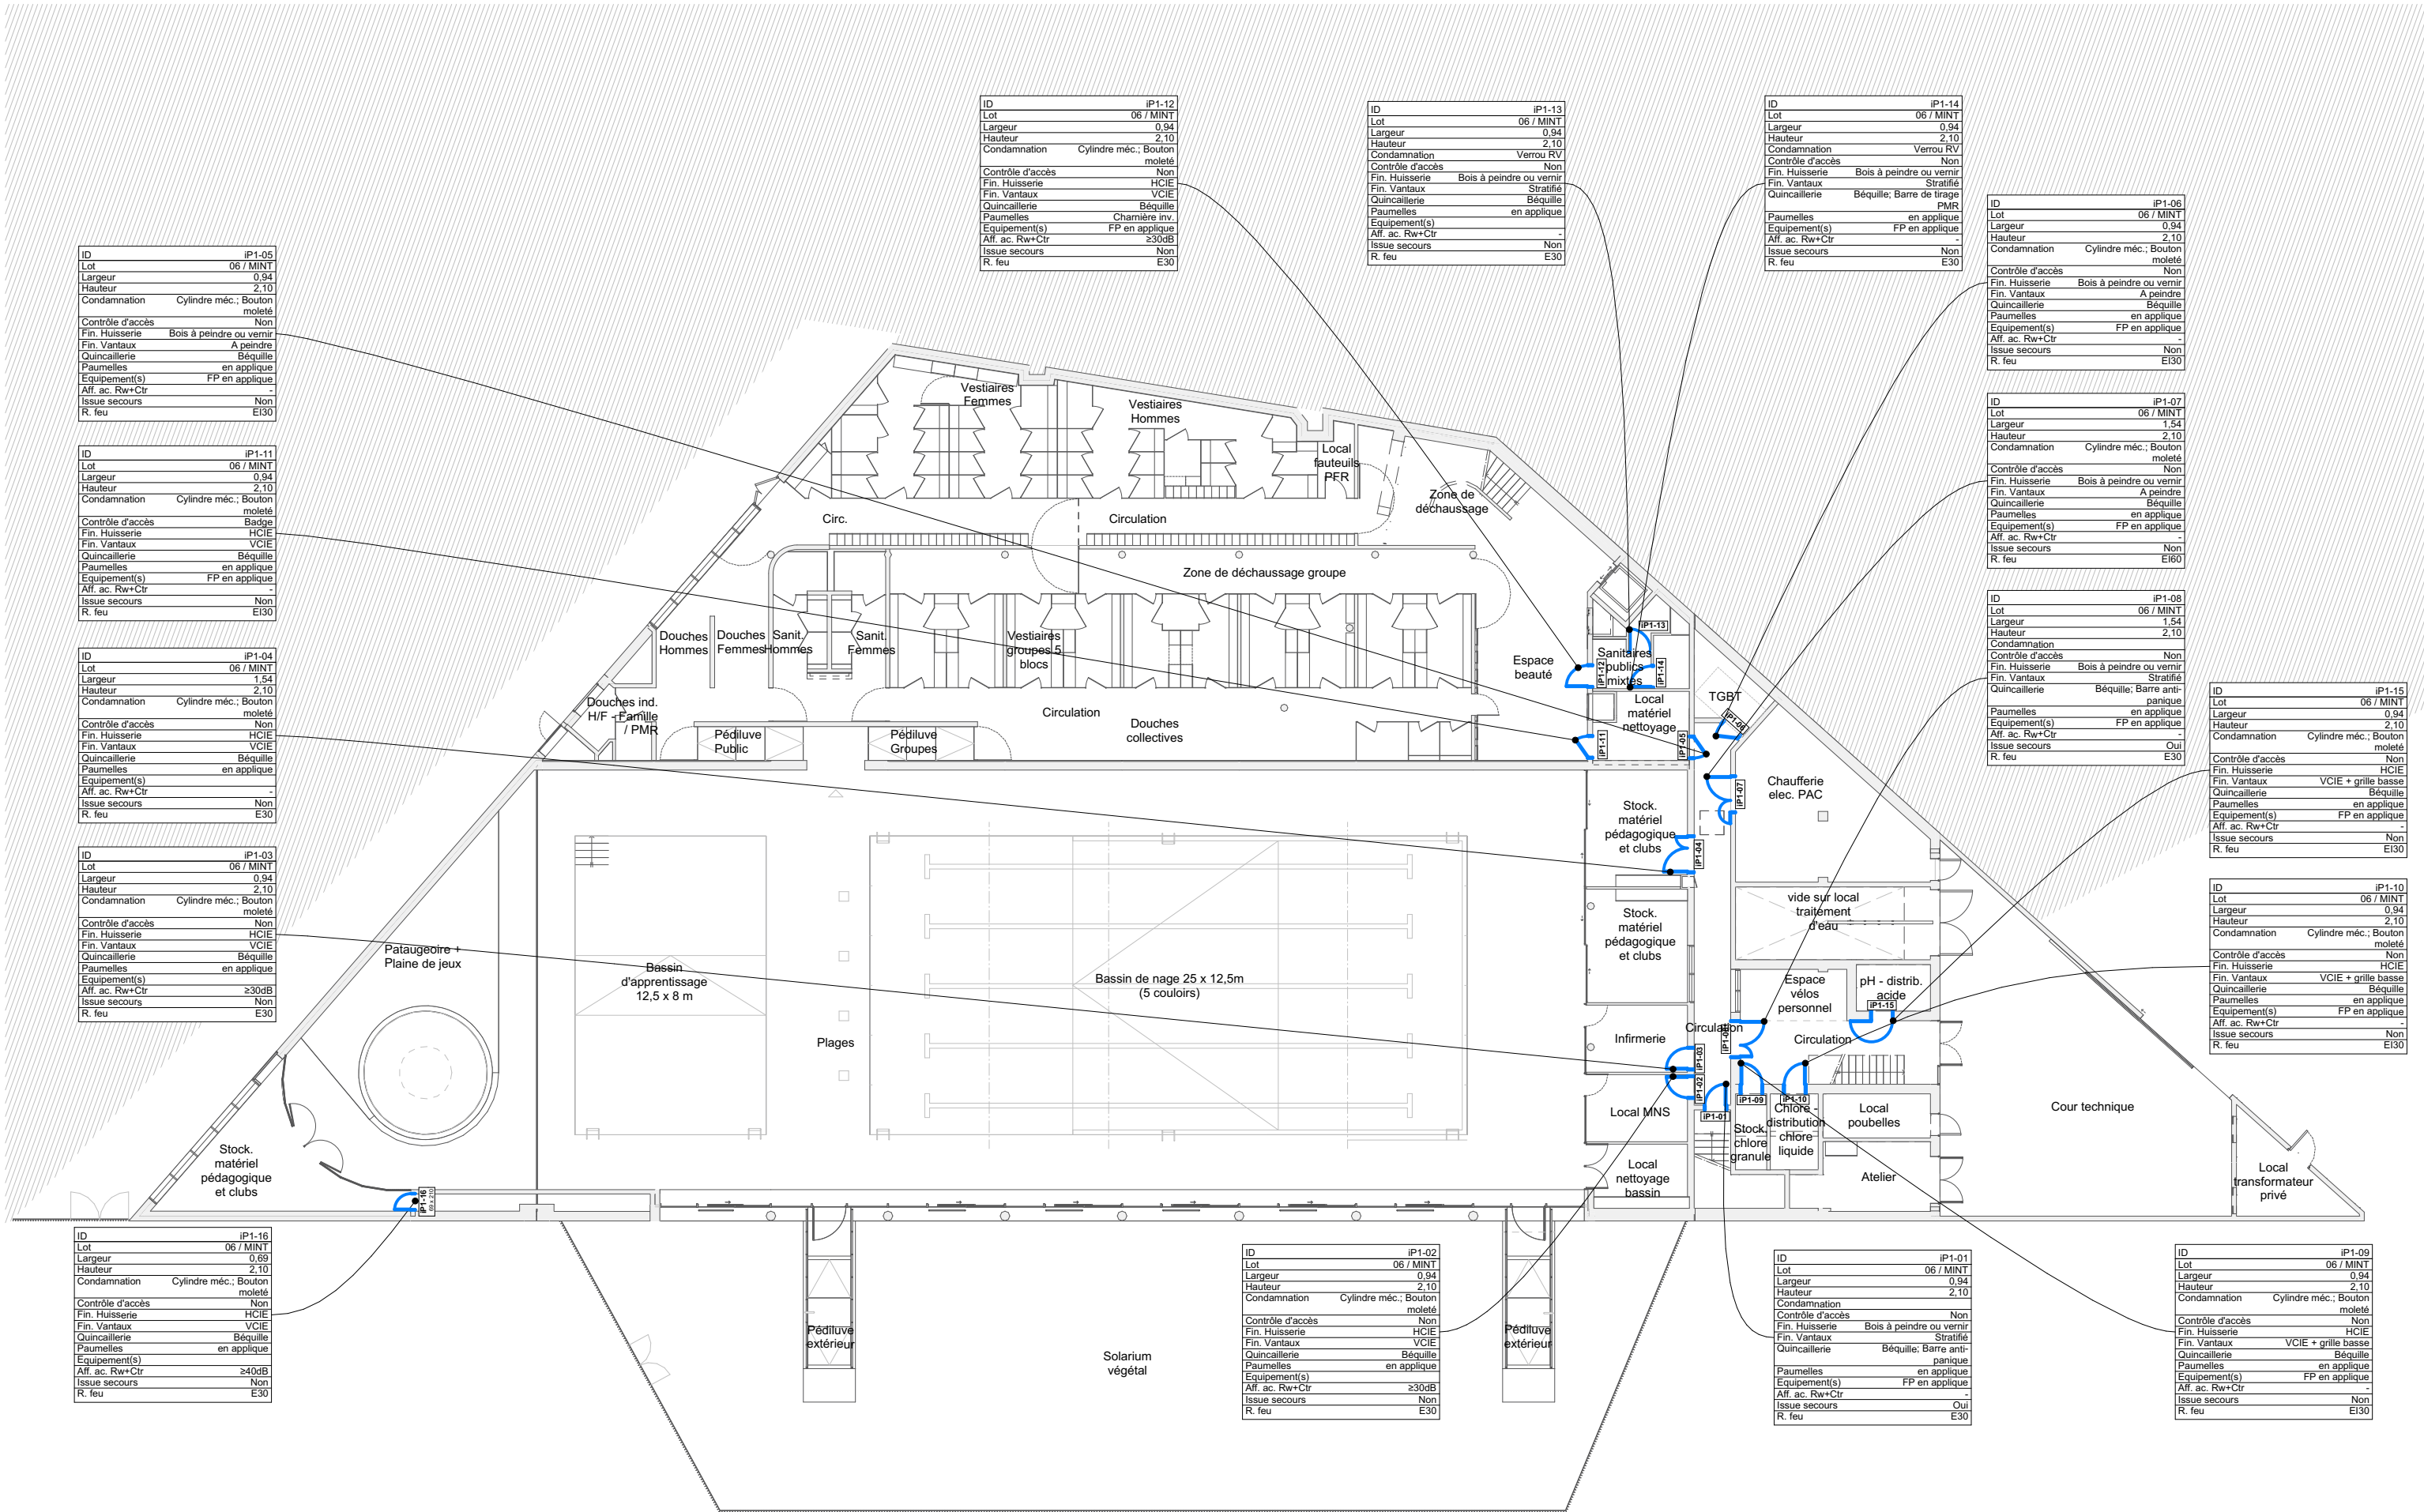 ID iP1-12
Lot 06 / MINT
Largeur 0,94
Hauteur 2,10
Condamnation Cylindre méc.; Bouton
moleté
Contrôle d'accès Non
Fin. Huisserie HCIE
Fin. Vantaux VCIE
Quincaillerie Béquille
Paumelles Charnière inv.
Equipement(s) FP en applique
Aff. ac. Rw+Ctr ≥30dB
Issue secours Non
R. feu E30
ID iP1-13
Lot 06 / MINT
Largeur 0,94
Hauteur 2,10
Condamnation Verrou RV
Contrôle d'accès Non
Fin. Huisserie Bois à peindre ou vernir
Fin. Vantaux Stratifié
Quincaillerie Béquille
Paumelles en applique
Equipement(s)
Aff. ac. Rw+Ctr -
Issue secours Non
R. feu E30
ID iP1-14
Lot 06 / MINT
Largeur 0,94
Hauteur 2,10
Condamnation Verrou RV
Contrôle d'accès Non
Fin. Huisserie Bois à peindre ou vernir
Fin. Vantaux Stratifié
Quincaillerie Béquille; Barre de tirage
PMR
Paumelles en applique
Equipement(s) FP en applique
Aff. ac. Rw+Ctr -
Issue secours Non
R. feu E30
ID iP1-06
Lot 06 / MINT
Largeur 0,94
Hauteur 2,10
Condamnation Cylindre méc.; Bouton
moleté
Contrôle d'accès Non
Fin. Huisserie Bois à peindre ou vernir
Fin. Vantaux A peindre
Quincaillerie Béquille
Paumelles en applique
Equipement(s) FP en applique
Aff. ac. Rw+Ctr -
Issue secours Non
R. feu EI30
ID iP1-05
Lot 06 / MINT
Largeur 0,94
Hauteur 2,10
Condamnation Cylindre méc.; Bouton
moleté
Contrôle d'accès Non
Fin. Huisserie Bois à peindre ou vernir
Fin. Vantaux A peindre
Quincaillerie Béquille
Paumelles en applique
Equipement(s) FP en applique
Aff. ac. Rw+Ctr -
Issue secours Non
R. feu EI30
ID iP1-07
Lot 06 / MINT
Largeur 1,54
Hauteur 2,10
Condamnation Cylindre méc.; Bouton
moleté
Contrôle d'accès Non
Fin. Huisserie Bois à peindre ou vernir
Fin. Vantaux A peindre
Quincaillerie Béquille
Paumelles en applique
Equipement(s) FP en applique
Aff. ac. Rw+Ctr -
Issue secours Non
R. feu EI60
ID iP1-11
Lot 06 / MINT
Largeur 0,94
Hauteur 2,10
Condamnation Cylindre méc.; Bouton
moleté
Contrôle d'accès Badge
Fin. Huisserie HCIE
Fin. Vantaux VCIE
Quincaillerie Béquille
Paumelles en applique
Equipement(s) FP en applique
Aff. ac. Rw+Ctr -
Issue secours Non
R. feu EI30
ID iP1-08
Lot 06 / MINT
Largeur 1,54
Hauteur 2,10
Condamnation
Contrôle d'accès Non
Fin. Huisserie Bois à peindre ou vernir
Fin. Vantaux Stratifié
Quincaillerie Béquille; Barre anti-
panique
Paumelles en applique
Equipement(s) FP en applique
Aff. ac. Rw+Ctr -
Issue secours Oui
R. feu E30
ID iP1-04
Lot 06 / MINT
Largeur 1,54
Hauteur 2,10
Condamnation Cylindre méc.; Bouton
moleté
Contrôle d'accès Non
Fin. Huisserie HCIE
Fin. Vantaux VCIE
Quincaillerie Béquille
Paumelles en applique
Equipement(s)
Aff. ac. Rw+Ctr -
Issue secours Non
R. feu E30
ID iP1-15
Lot 06 / MINT
Largeur 0,94
Hauteur 2,10
Condamnation Cylindre méc.; Bouton
moleté
Contrôle d'accès Non
Fin. Huisserie HCIE
Fin. Vantaux VCIE + grille basse
Quincaillerie Béquille
Paumelles en applique
Equipement(s) FP en applique
Aff. ac. Rw+Ctr -
Issue secours Non
R. feu EI30
ID iP1-03
Lot 06 / MINT
Largeur 0,94
Hauteur 2,10
Condamnation Cylindre méc.; Bouton
moleté
Contrôle d'accès Non
Fin. Huisserie HCIE
Fin. Vantaux VCIE
Quincaillerie Béquille
Paumelles en applique
Equipement(s)
Aff. ac. Rw+Ctr ≥30dB
Issue secours Non
R. feu E30
ID iP1-10
Lot 06 / MINT
Largeur 0,94
Hauteur 2,10
Condamnation Cylindre méc.; Bouton
moleté
Contrôle d'accès Non
Fin. Huisserie HCIE
Fin. Vantaux VCIE + grille basse
Quincaillerie Béquille
Paumelles en applique
Equipement(s) FP en applique
Aff. ac. Rw+Ctr -
Issue secours Non
R. feu EI30
Vestiaires
Femmes
Vestiaires
Hommes
Local
fauteuils
PFR
Zone de
déchaussage
Circ.
Circulation
Zone de déchaussage groupe
Douches
Hommes
Douches
Femmes
Sanit.
Hommes
Sanit.
Femmes
Vestiaires
groupes 5
blocs
Espace
beauté
Sanitaires
publics
mixtes
iP1-13
iP1-12
iP1-14
TGBT
Douches ind.
H/F - Famille
/ PMR
Circulation
Douches
collectives
Local
matériel
nettoyage
Pédiluve
Public
Pédiluve
Groupes
iP1-11
iP1-05
iP1-06
iP1-07
Chaufferie
elec. PAC
Stock.
matériel
pédagogique
et clubs
iP1-04
vide sur local
traitement
d'eau
Stock.
matériel
pédagogique
et clubs
Pataugeoire +
Plaine de jeux
Bassin
d'apprentissage
12,5 x 8 m
Bassin de nage 25 x 12,5m
(5 couloirs)
Espace
vélos
personnel
pH - distrib.
acide
iP1-15
Plages
Infirmerie
Circulation
iP1-08
Circulation
iP1-03
iP1-02
Local MNS
iP1-01
iP1-09
iP1-10
Stock.
chlore
granule
Chlore -
distribution
chlore
liquide
Local
poubelles
Cour technique
Stock.
matériel
pédagogique
et clubs
Local
nettoyage
bassin
Atelier
Local
transformateur
privé
iP1-16
69 x 210
Pédiluve
extérieur
Solarium
végétal
Pédiluve
extérieur
ID iP1-16
Lot 06 / MINT
Largeur 0,69
Hauteur 2,10
Condamnation Cylindre méc.; Bouton
moleté
Contrôle d'accès Non
Fin. Huisserie HCIE
Fin. Vantaux VCIE
Quincaillerie Béquille
Paumelles en applique
Equipement(s)
Aff. ac. Rw+Ctr ≥40dB
Issue secours Non
R. feu E30
ID iP1-02
Lot 06 / MINT
Largeur 0,94
Hauteur 2,10
Condamnation Cylindre méc.; Bouton
moleté
Contrôle d'accès Non
Fin. Huisserie HCIE
Fin. Vantaux VCIE
Quincaillerie Béquille
Paumelles en applique
Equipement(s)
Aff. ac. Rw+Ctr ≥30dB
Issue secours Non
R. feu E30
ID iP1-01
Lot 06 / MINT
Largeur 0,94
Hauteur 2,10
Condamnation
Contrôle d'accès Non
Fin. Huisserie Bois à peindre ou vernir
Fin. Vantaux Stratifié
Quincaillerie Béquille; Barre anti-
panique
Paumelles en applique
Equipement(s) FP en applique
Aff. ac. Rw+Ctr -
Issue secours Oui
R. feu E30
ID iP1-09
Lot 06 / MINT
Largeur 0,94
Hauteur 2,10
Condamnation Cylindre méc.; Bouton
moleté
Contrôle d'accès Non
Fin. Huisserie HCIE
Fin. Vantaux VCIE + grille basse
Quincaillerie Béquille
Paumelles en applique
Equipement(s) FP en applique
Aff. ac. Rw+Ctr -
Issue secours Non
R. feu EI30